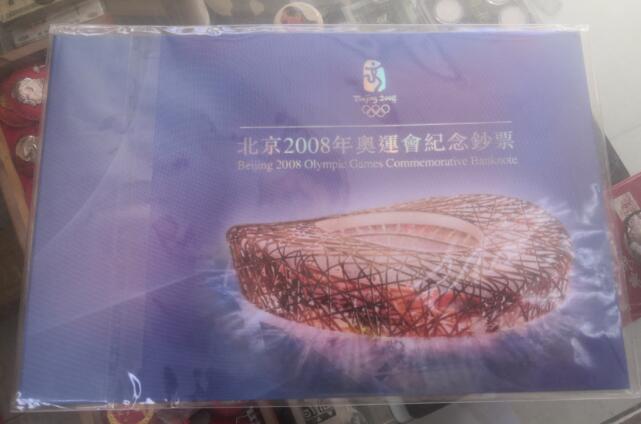 Beijing 2008
北京2008年奧運會紀念鈔票
Beijing 2008 Olympic Games Commemorative Banknote